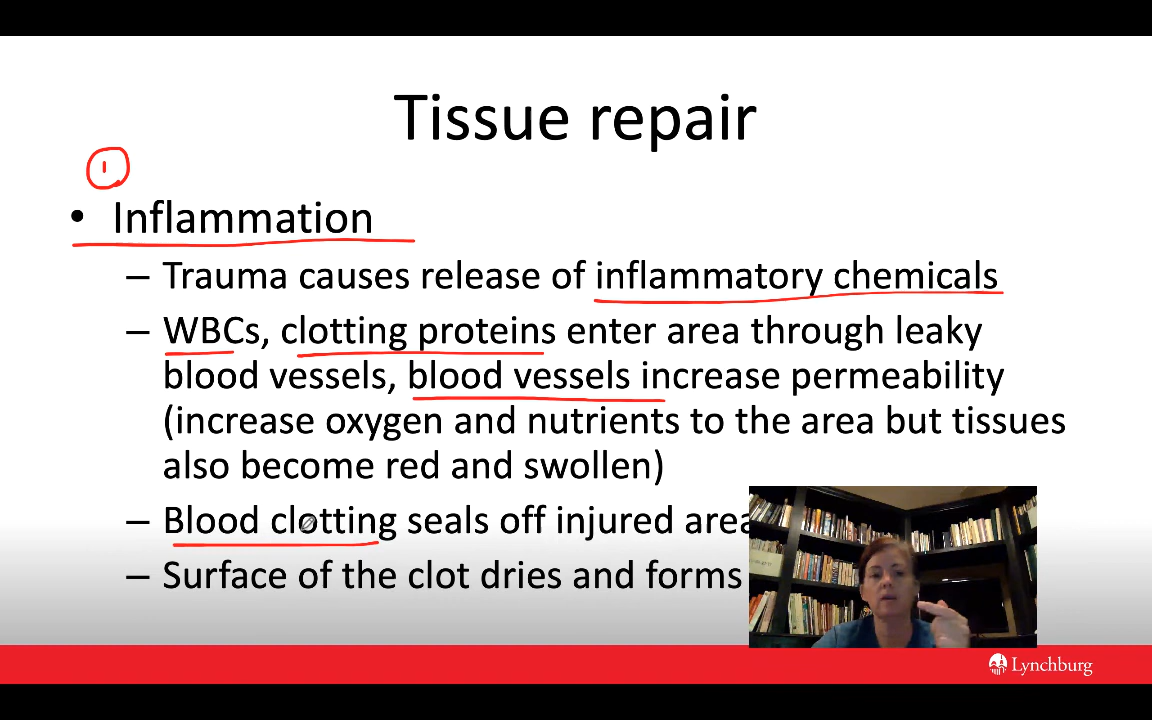 Tissue repair
1
• Inflammation
– Trauma causes release of inflammatory chemicals
– WBCs, clotting proteins enter area through leaky
blood vessels, blood vessels increase permeability
(increase oxygen and nutrients to the area but tissues
also become red and swollen)
– Blood clotting seals off injured area
– Surface of the clot dries and forms
Lynchburg